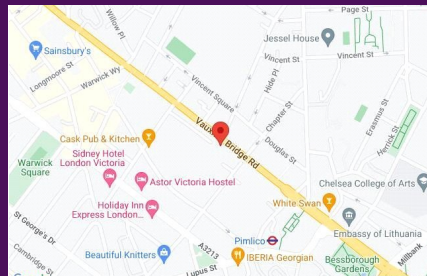 Page St
Willow Pl
Jessel House
Sainsbury's
Vincent St
Vincent St
Longmoore St
Warwick Wy
Vincent Square
Hide Pl
Chapter St
Erasmus St
Herrick St
Vaux
Bridge Rd
Douglas St
Cask Pub & Kitchen
Sidney Hotel
London Victoria
Warwick
Square
Astor Victoria Hostel
Chelsea College of Arts
Holiday Inn
Express London...
White Swan
St George's Dr
Embassy of Lithuania
Pimlico
A3213
Millbank
Beautiful Knitters
IBERIA Georgian
Cambridge St
Lupus St
Bessborough
Gardens